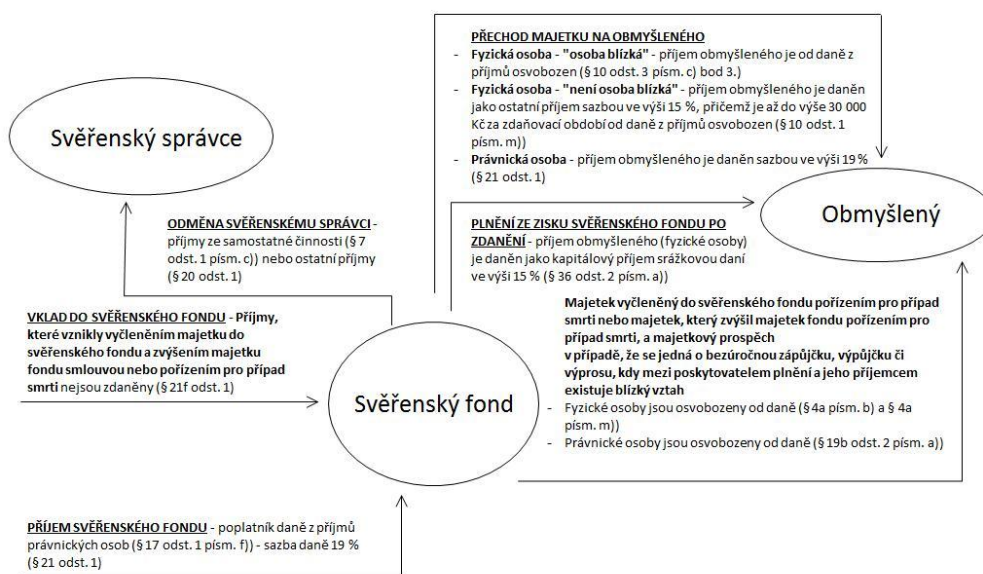 PŘECHOD MAJETKU NA OBMYŠLENÉHO
- Fyzická osoba - "osoba blízká" - příjem obmyšleného je od daně z
příjmů osvobozen (§ 10 odst. 3 písm. c) bod 3.)
- Fyzická osoba - "není osoba blízká" - příjem obmyšleného je daněn
jako ostatní příjem sazbou ve výši 15 %, přičemž je až do výše 30 000
Kč za zdaňovací období od daně z příjmů osvobozen (§ 10 odst. 1
písm. m))
- Právnická osoba - příjem obmyšleného je daněn sazbou ve výši 19 %
(§ 21 odst. 1)
Svěřenský správce
Obmyšlený
ODMĚNA SVĚŘENSKÉMU SPRÁVCI -
příjmy ze samostatné činnosti (§ 7
odst. 1 písm. c)) nebo ostatní příjmy
(§ 20 odst. 1)
PLNĚNÍ ZE ZISKU SVĚŘENSKÉHO FONDU PO
ZDANĚNÍ - příjem obmyšleného (fyzické osoby)
je daněn jako kapitálový příjem srážkovou daní
ve výši 15 % (§ 36 odst. 2 písm. a))
VKLAD DO SVĚŘENSKÉHO FONDU - Příjmy,
které vznikly vyčleněním majetku do
svěřenského fondu a zvýšením majetku
fondu smlouvou nebo pořízením pro případ
smrti nejsou zdaněny (§ 21f odst. 1)
Svěřenský fond
Majetek vyčleněný do svěřenského fondu pořízením pro případ
smrti nebo majetek, který zvýšil majetek fondu pořízením pro
případ smrti, a majetkový prospěch
v případě, že se jedná o bezúročnou zápůjčku, výpůjčku či
výprosu, kdy mezi poskytovatelem plnění a jeho příjemcem
existuje blízký vztah
- Fyzické osoby jsou osvobozeny od daně (§ 4a písm. b) a § 4a
písm. m))
- Právnické osoby jsou osvobozeny od daně (§ 19b odst. 2 písm. a))
PŘÍJEM SVĚŘENSKÉHO FONDU - poplatník daně z příjmů
právnických osob (§ 17 odst. 1 písm. f)) - sazba daně 19 %
(§ 21 odst. 1)